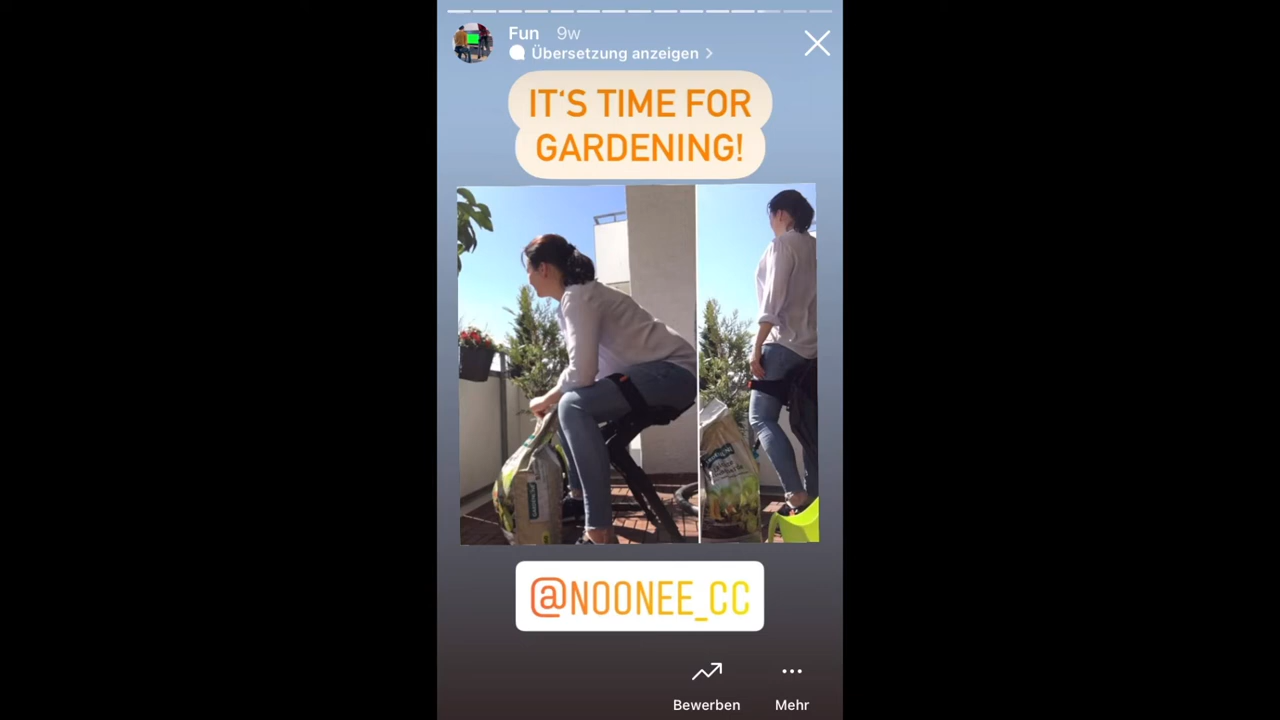 Fun 9w
Übersetzung anzeigen
IT‘S TIME FOR
GARDENING!
@NOONEE_CC
Bewerben
Mehr